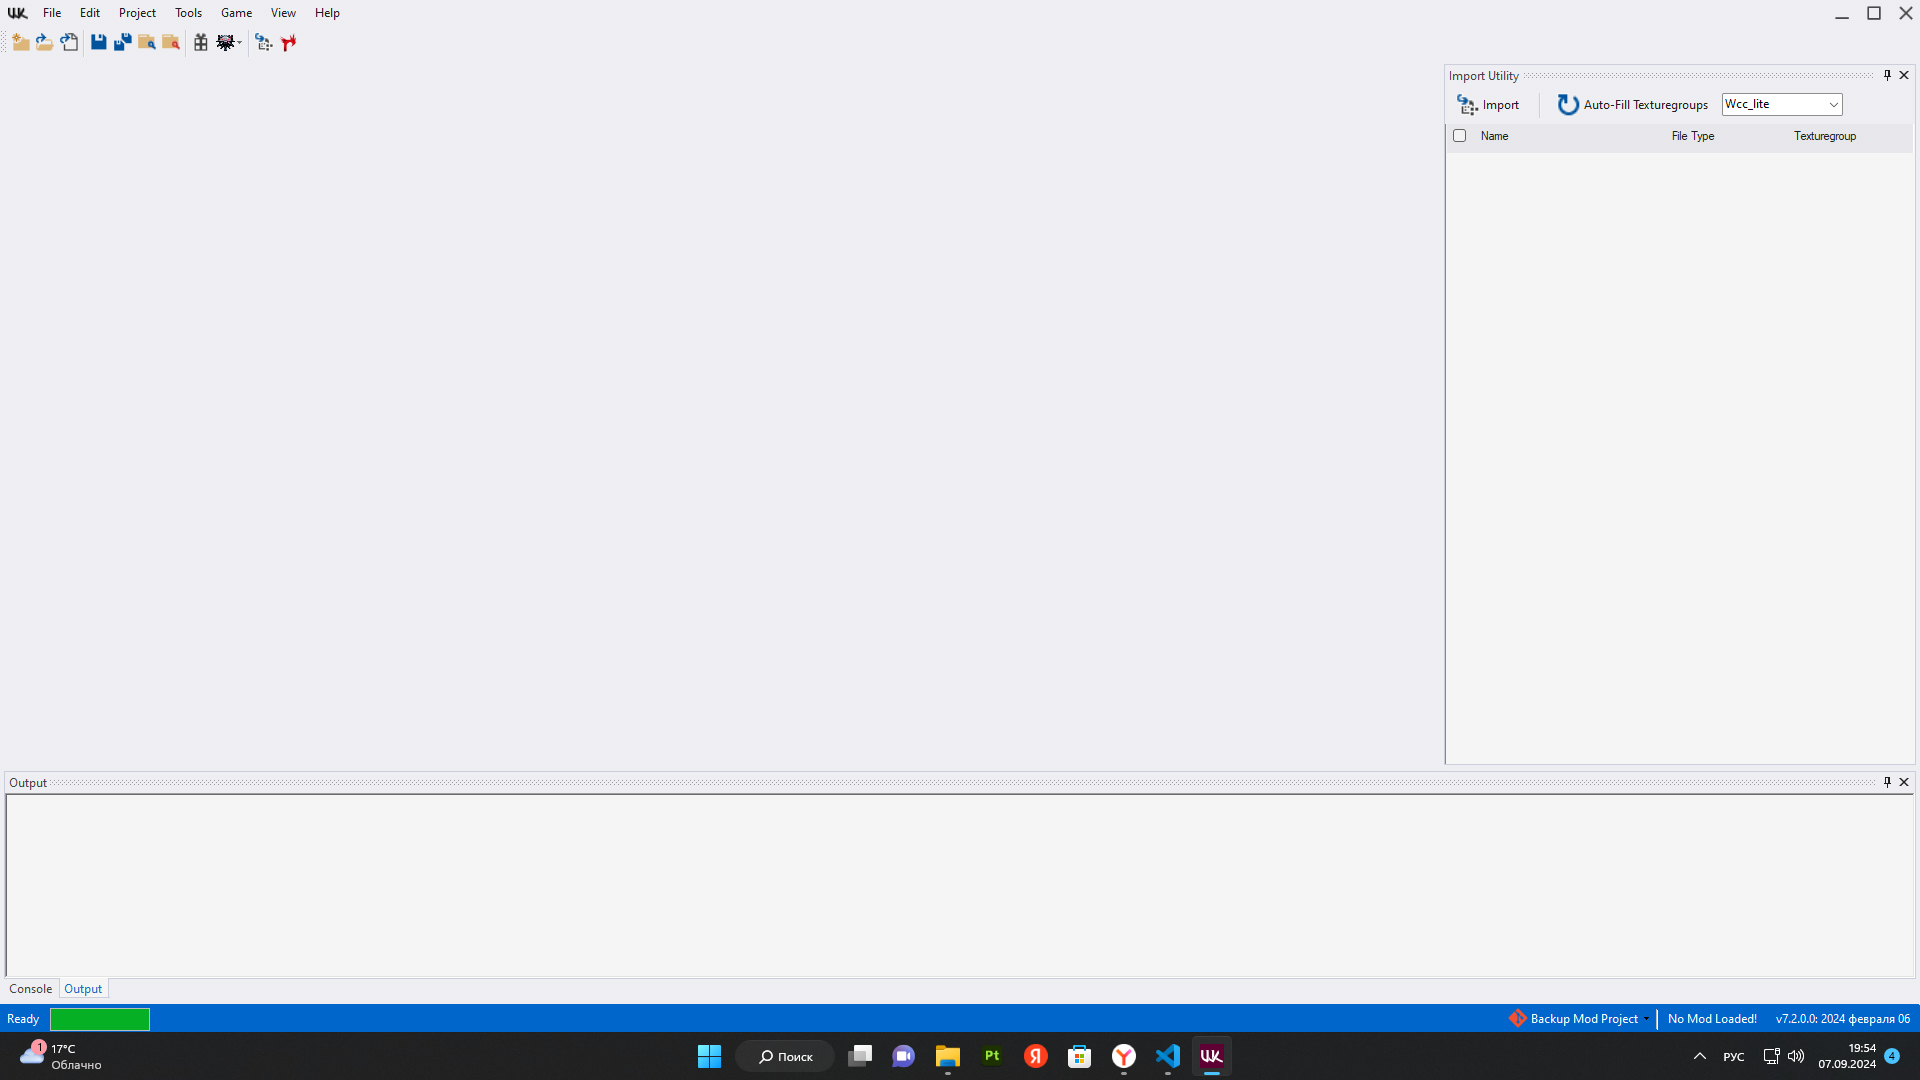 File Edit Project Tools Game View Help
Import Utility
Import Auto-Fill Texturegroups Wcc_lite
Name File Type Texturegroup
Output
Console Output
Ready Backup Mod Project No Mod Loaded! v7.2.0.0: 2024 февраля 06
1 17°C
Облачно
Поиск
Pt
Я
Y
РУС
19:54
07.09.2024
4